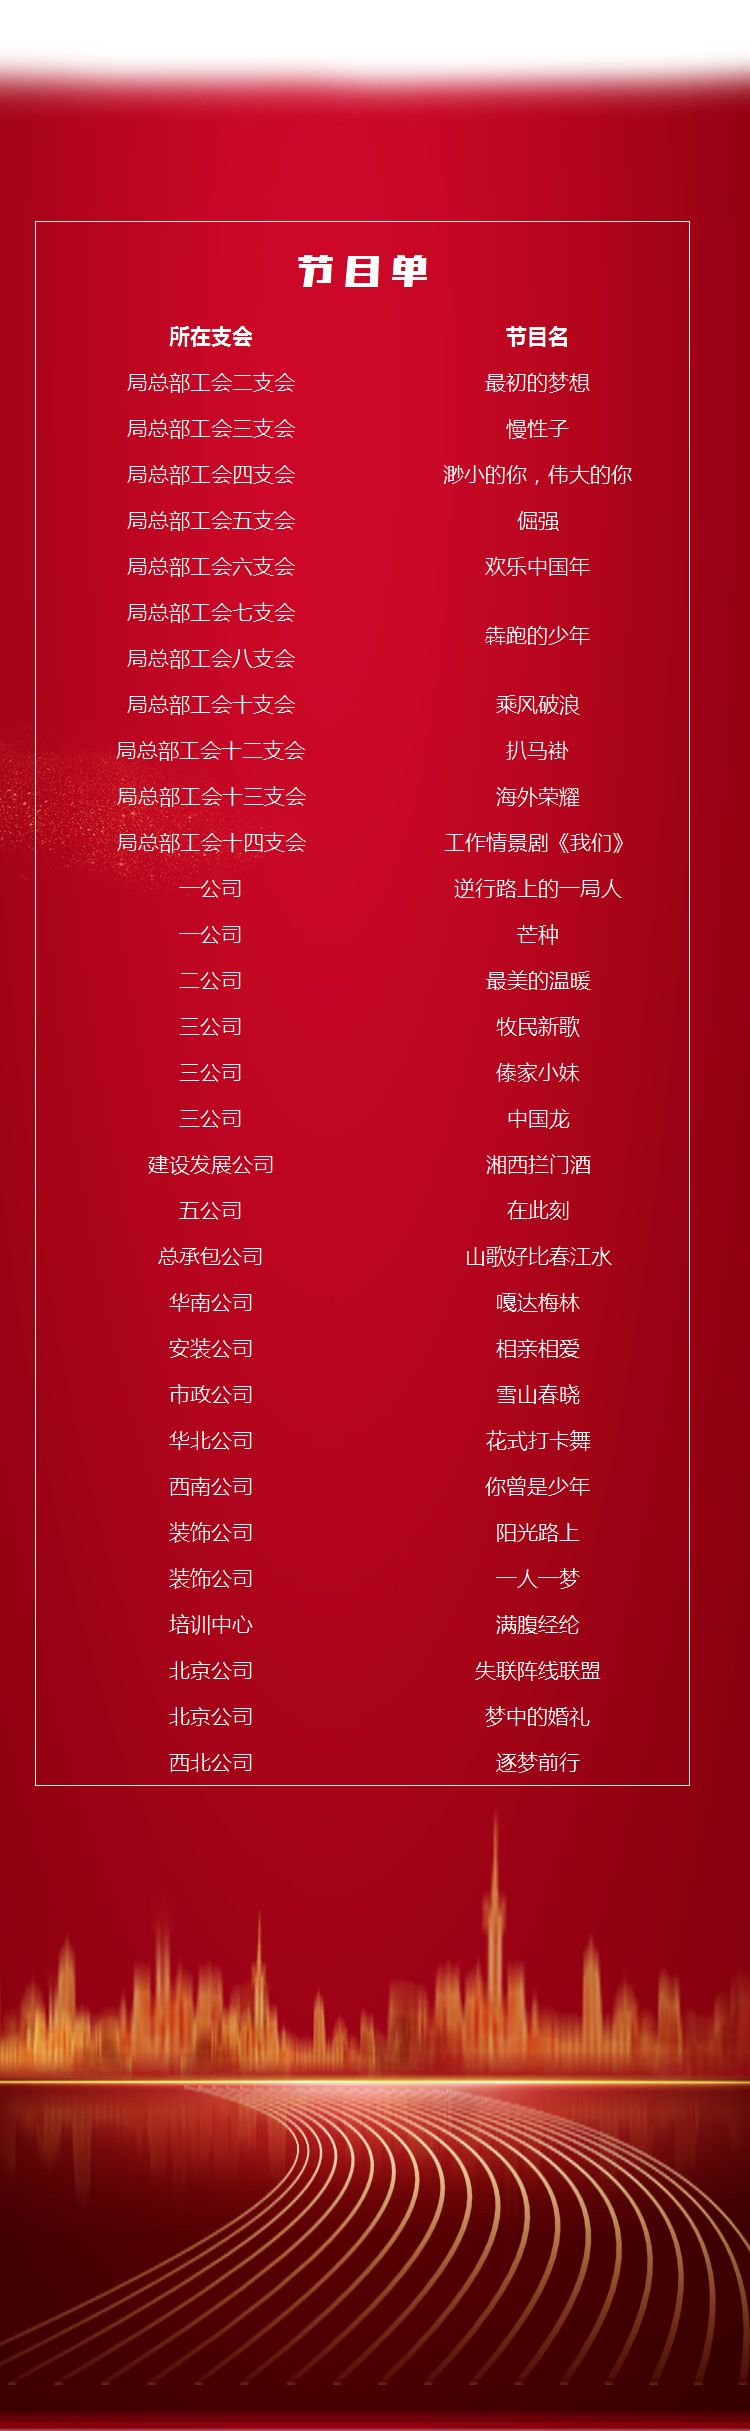 节目单
所在支会 节目名
局总部工会二支会 最初的梦想
局总部工会三支会 慢性子
局总部工会四支会 渺小的你，伟大的你
局总部工会五支会 倔强
局总部工会六支会 欢乐中国年
局总部工会七支会
犇跑的少年
局总部工会八支会
局总部工会十支会 乘风破浪
局总部工会十二支会 扒马褂
局总部工会十三支会 海外荣耀
局总部工会十四支会 工作情景剧《我们》
一公司 逆行路上的一局人
一公司 芒种
二公司 最美的温暖
三公司 牧民新歌
三公司 傣家小妹
三公司 中国龙
建设发展公司 湘西拦门酒
五公司 在此刻
总承包公司 山歌好比春江水
华南公司 嘎达梅林
安装公司 相亲相爱
市政公司 雪山春晓
华北公司 花式打卡舞
西南公司 你曾是少年
装饰公司 阳光路上
装饰公司 一人一梦
培训中心 满腹经纶
北京公司 失联阵线联盟
北京公司 梦中的婚礼
西北公司 逐梦前行